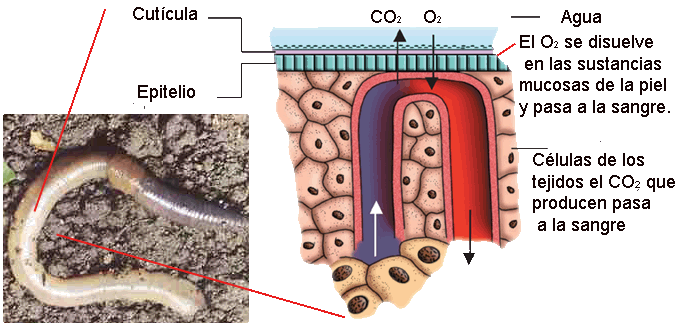 Cutícula
CO₂
O₂
Agua
El O₂ se disuelve
en las sustancias
mucosas de la piel
y pasa a la sangre.
Epitelio
Células de los
tejidos el CO₂ que
producen pasa
a la sangre